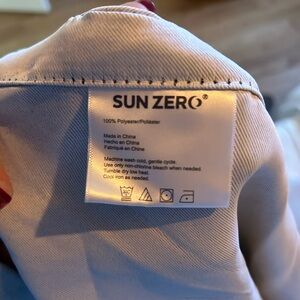 SUN ZERO®
100% Polyester/Poliéster
Made in China
Hecho en China
Fabriqué en Chine
Machine wash cold, gentle cycle.
Use only non-chlorine bleach when needed.
Tumble dry low heat.
Cool iron as needed.